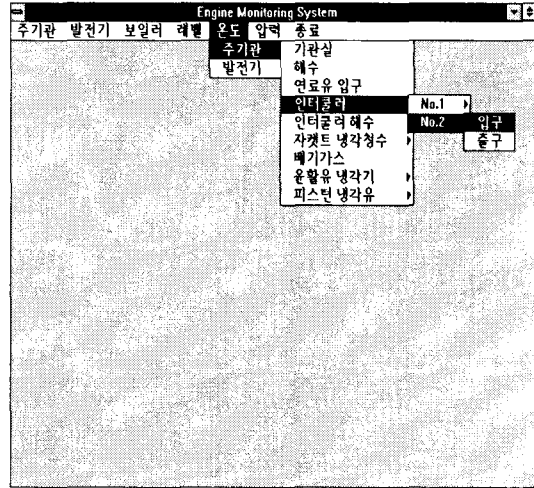 Engine Monitoring System
주기관 발전기 보일러 레벨 온도 압력 종료
주기관 기관실
발전기 해수
연료유 입구
인터쿨러 No.1
인터쿨러 해수 No.2 입구
자캣트 냉각청수 출구
배기가스
윤활유 냉각기
피스턴 냉각유